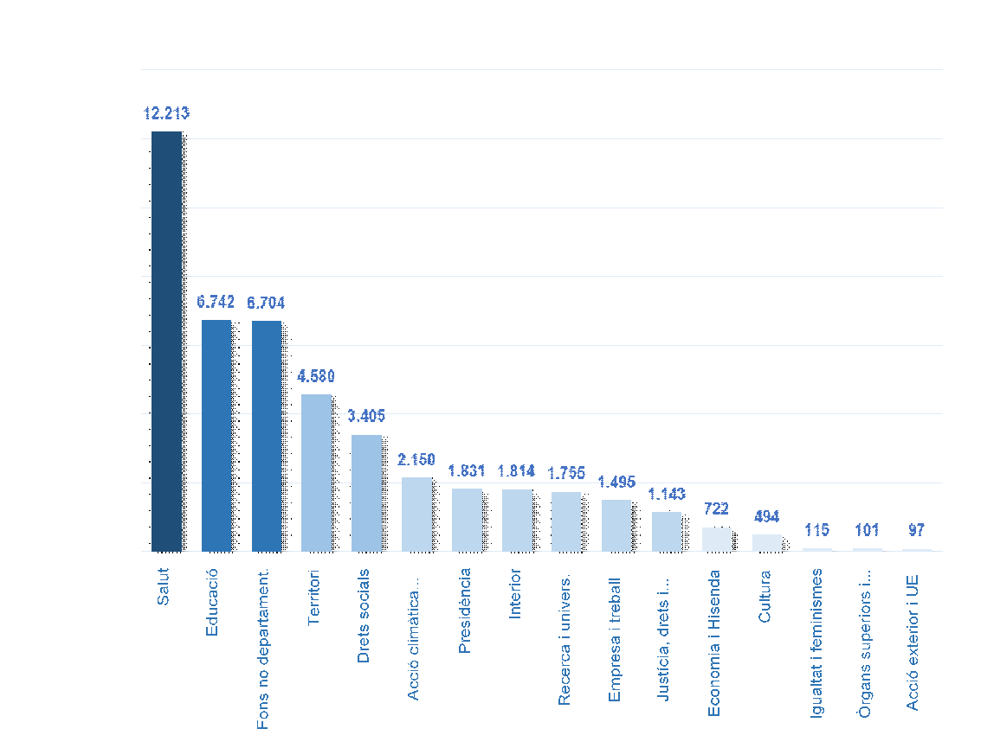 12.213
6.742
6.704
4.580
3.405
2.150
1.831
1.814
1.755
1.495
1.143
722
494
115
101
97
Salut
Educació
Fons no departament.
Territori
Drets socials
Acció climàtica...
Presidència
Interior
Recerca i univers.
Empresa i treball
Justícia, drets i...
Economia i Hisenda
Cultura
Igualtat i feminismes
Òrgans superiors i...
Acció exterior i UE